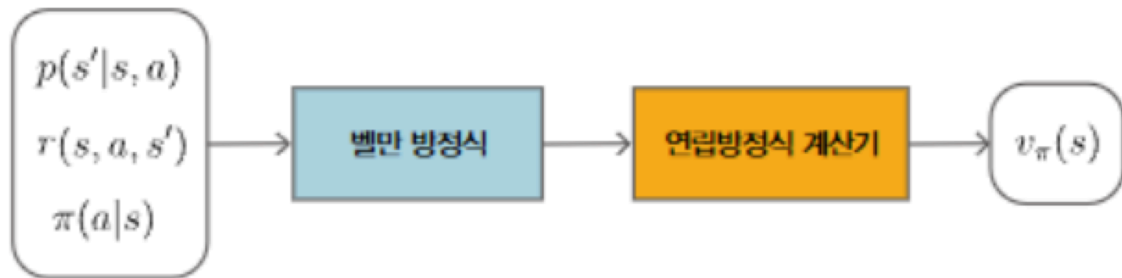 p(s′|s, a)
r(s, a, s′)
π(a|s)
벨만 방정식
연립방정식 계산기
v_π(s)